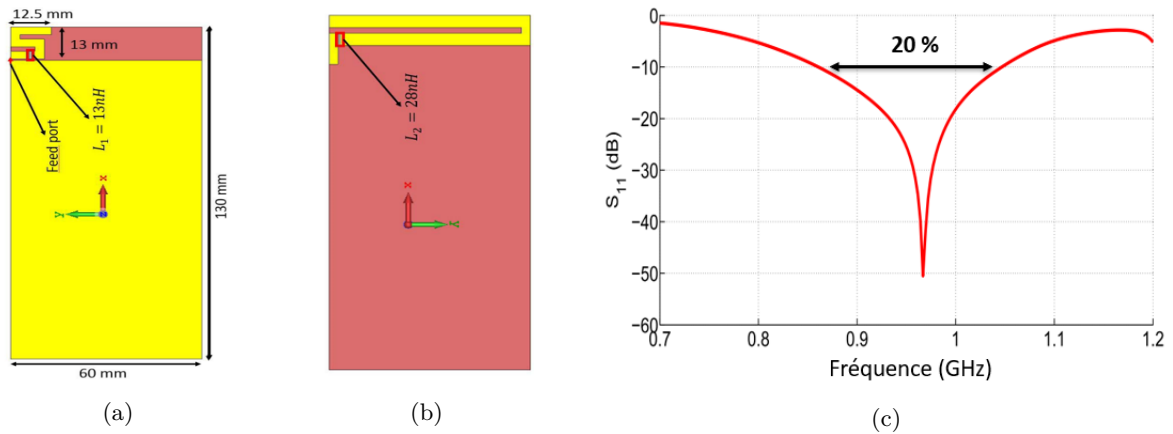 12.5 mm
13 mm
L₁ = 13nH
Feed port
x
y
130 mm
60 mm
(a)
L₂ = 28nH
x
y
(b)
0
−10
−20
−30
−40
−50
−60
S₁₁ (dB)
20 %
0.7
0.8
0.9
1
1.1
1.2
Fréquence (GHz)
(c)